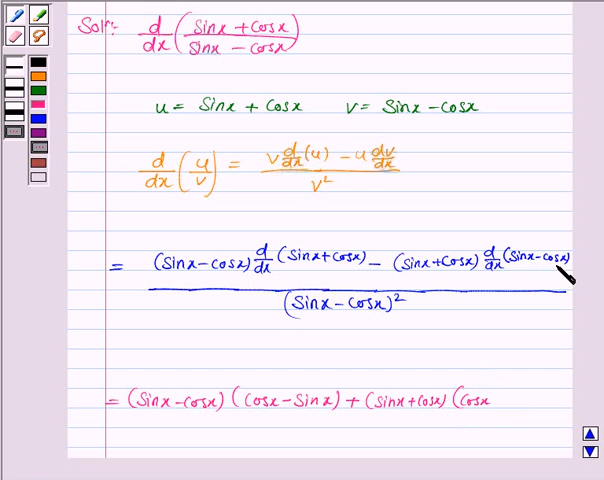 Soln: d/dx (Sinx + Cosx / Sinx - Cosx)
u = Sinx + Cosx v = Sinx - Cosx
d/dx (u/v) = v d/dx (u) - u dv/dx / v²
= (Sinx - Cosx) d/dx (Sinx + Cosx) - (Sinx + Cosx) d/dx (Sinx - Cosx) / (Sinx - Cosx)²
= (Sinx - Cosx) (Cosx - Sinx) + (Sinx + Cosx) (Cosx